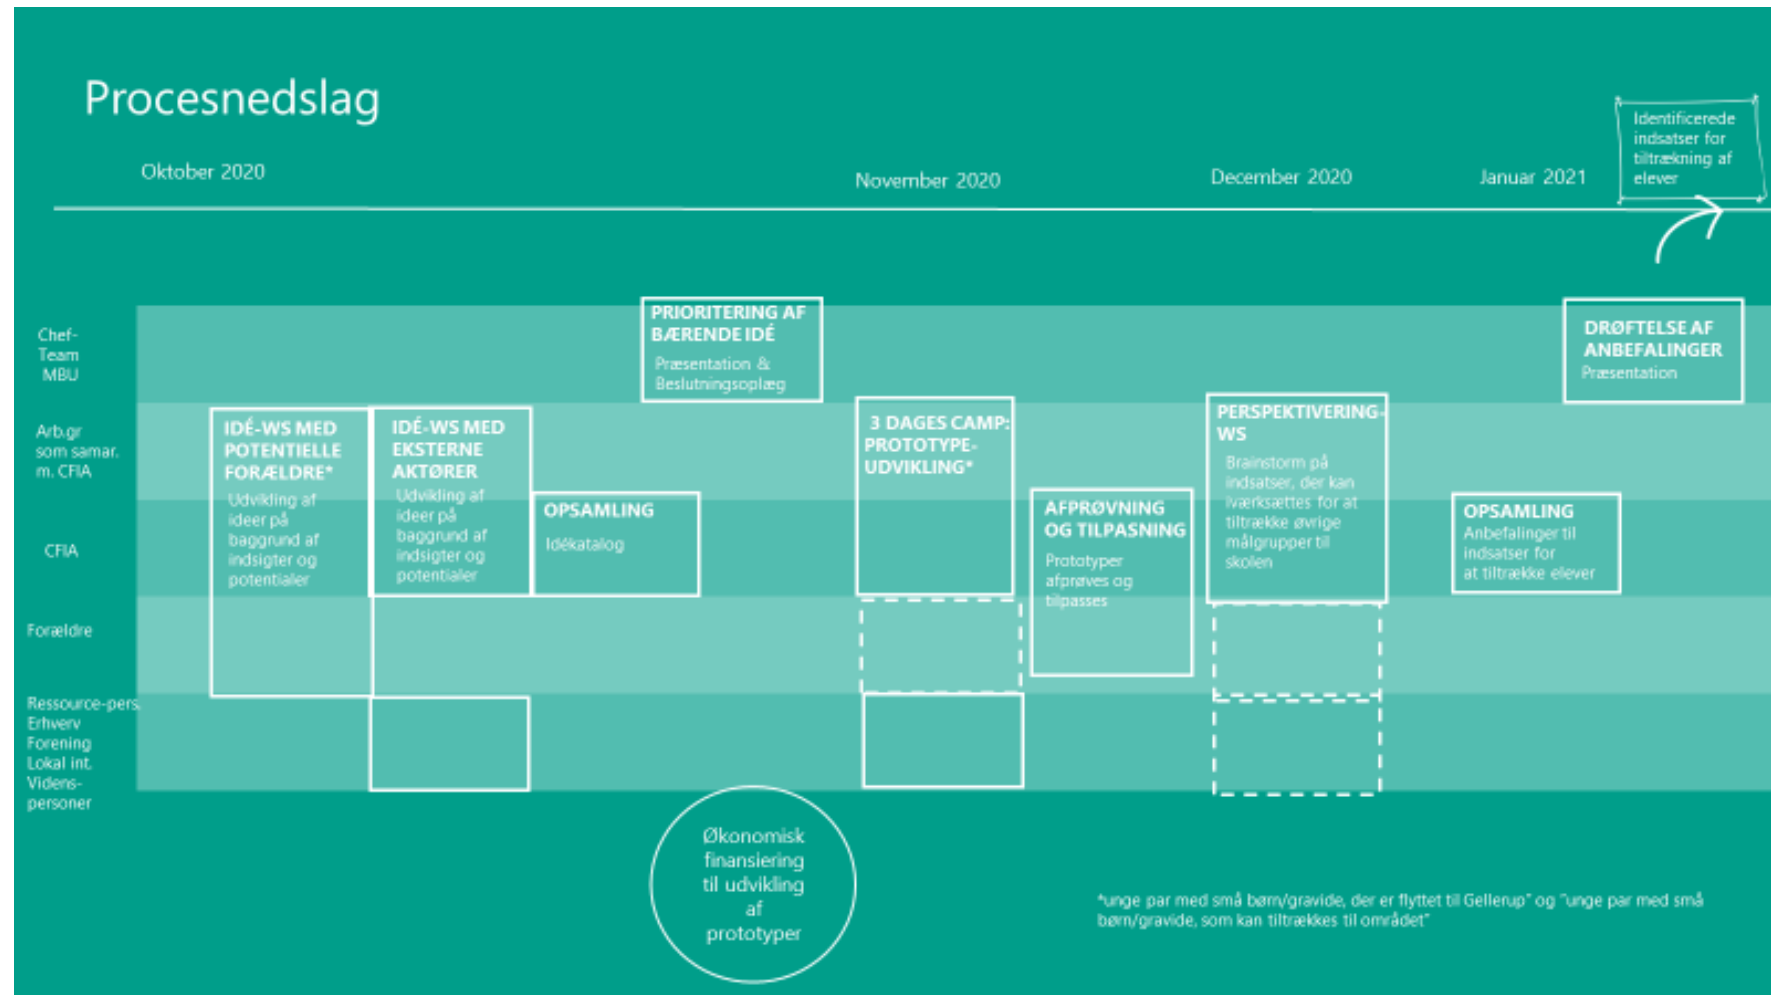 Procesnedslag
Oktober 2020
November 2020
December 2020
Januar 2021
Identificerede
indsatser for
tiltrækning af
elever
Chef-
Team
MBU
PRIORITERING AF
BÆRENDE IDÉ
Præsentation &
Beslutningsoplæg
DRØFTELSE AF
ANBEFALINGER
Præsentation
Arb.gr
som samar.
m. CFIA
IDÉ-WS MED
POTENTIELLE
FORÆLDRE*
Udvikling af
ideer på
baggrund af
indsigter og
potentialer
IDÉ-WS MED
EKSTERNE
AKTØRER
Udvikling af
ideer på
baggrund af
indsigter og
potentialer
OPSAMLING
Idékatalog
3 DAGES CAMP:
PROTOTYPE-
UDVIKLING*
AFPRØVNING
OG TILPASNING
Prototyper
afprøves og
tilpasses
PERSPEKTIVERING-
WS
Brainstorm på
indsatser, der kan
iværksættes for at
tiltrække øvrige
målgrupper til
skolen
OPSAMLING
Anbefalinger til
indsatser for
at tiltrække elever
CFIA
Forældre
Ressource-pers.
Erhverv
Forening
Lokal int.
Videns-
personer
Økonomisk
finansiering
til udvikling
af
prototyper
*unge par med små børn/gravide, der er flyttet til Gellerup" og "unge par med små
børn/gravide, som kan tiltrækkes til området"